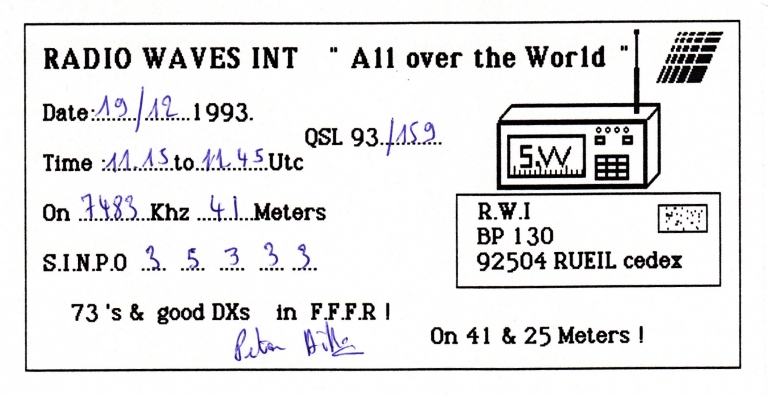 RADIO WAVES INT " All over the World "
Date:19/12 1993.
QSL 93/159
Time :11.15 to 11.45 Utc
S.W
On 7483 Khz 41 Meters
S.I.N.P.O 3 5 3 3 3
R.W.I
BP 130
92504 RUEIL cedex
73 's & good DXs in F.F.F.R !
On 41 & 25 Meters !